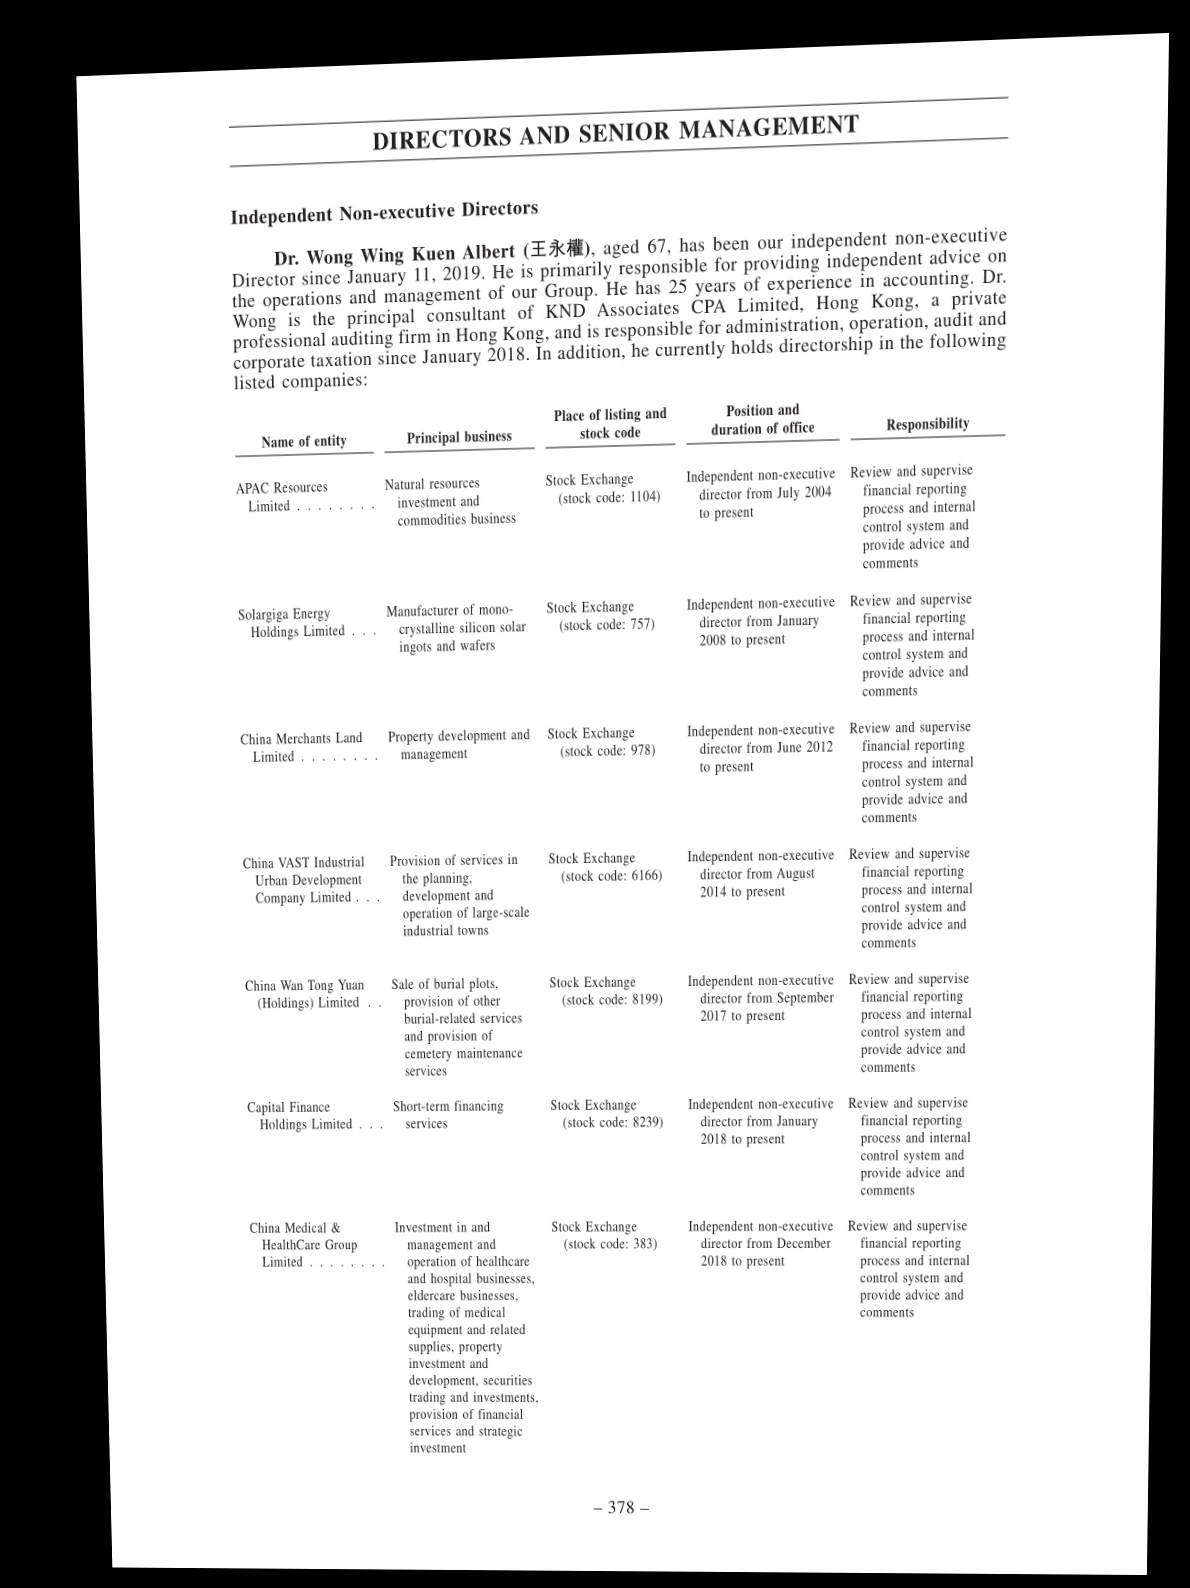 DIRECTORS AND SENIOR MANAGEMENT
Independent Non-executive Directors
Dr. Wong Wing Kuen Albert (王永權), aged 67, has been our independent non-executive
Director since January 11, 2019. He is primarily responsible for providing independent advice on
the operations and management of our Group. He has 25 years of experience in accounting. Dr.
Wong is the principal consultant of KND Associates CPA Limited, Hong Kong, a private
professional auditing firm in Hong Kong, and is responsible for administration, operation, audit and
corporate taxation since January 2018. In addition, he currently holds directorship in the following
listed companies:
Name of entity
Principal business
Place of listing and
stock code
Position and
duration of office
Responsibility
APAC Resources
Limited . . . . . . . .
Natural resources
investment and
commodities business
Stock Exchange
(stock code: 1104)
Independent non-executive
director from July 2004
to present
Review and supervise
financial reporting
process and internal
control system and
provide advice and
comments
Solargiga Energy
Holdings Limited . . .
Manufacturer of mono-
crystalline silicon solar
ingots and wafers
Stock Exchange
(stock code: 757)
Independent non-executive
director from January
2008 to present
Review and supervise
financial reporting
process and internal
control system and
provide advice and
comments
China Merchants Land
Limited . . . . . . . .
Property development and
management
Stock Exchange
(stock code: 978)
Independent non-executive
director from June 2012
to present
Review and supervise
financial reporting
process and internal
control system and
provide advice and
comments
China VAST Industrial
Urban Development
Company Limited . . .
Provision of services in
the planning,
development and
operation of large-scale
industrial towns
Stock Exchange
(stock code: 6166)
Independent non-executive
director from August
2014 to present
Review and supervise
financial reporting
process and internal
control system and
provide advice and
comments
China Wan Tong Yuan
(Holdings) Limited . .
Sale of burial plots,
provision of other
burial-related services
and provision of
cemetery maintenance
services
Stock Exchange
(stock code: 8199)
Independent non-executive
director from September
2017 to present
Review and supervise
financial reporting
process and internal
control system and
provide advice and
comments
Capital Finance
Holdings Limited . . .
Short-term financing
services
Stock Exchange
(stock code: 8239)
Independent non-executive
director from January
2018 to present
Review and supervise
financial reporting
process and internal
control system and
provide advice and
comments
China Medical &
HealthCare Group
Limited . . . . . . . .
Investment in and
management and
operation of healthcare
and hospital businesses,
eldercare businesses,
trading of medical
equipment and related
supplies, property
investment and
development, securities
trading and investments,
provision of financial
services and strategic
investment
Stock Exchange
(stock code: 383)
Independent non-executive
director from December
2018 to present
Review and supervise
financial reporting
process and internal
control system and
provide advice and
comments
– 378 –